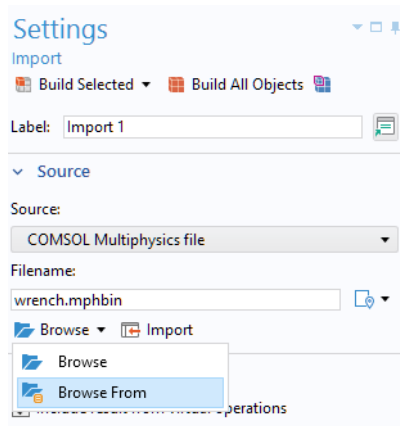 Settings
Import
Build Selected Build All Objects
Label: Import 1
Source
Source:
COMSOL Multiphysics file
Filename:
wrench.mphbin
Browse Import
Browse
Browse From
Include result from virtual operations